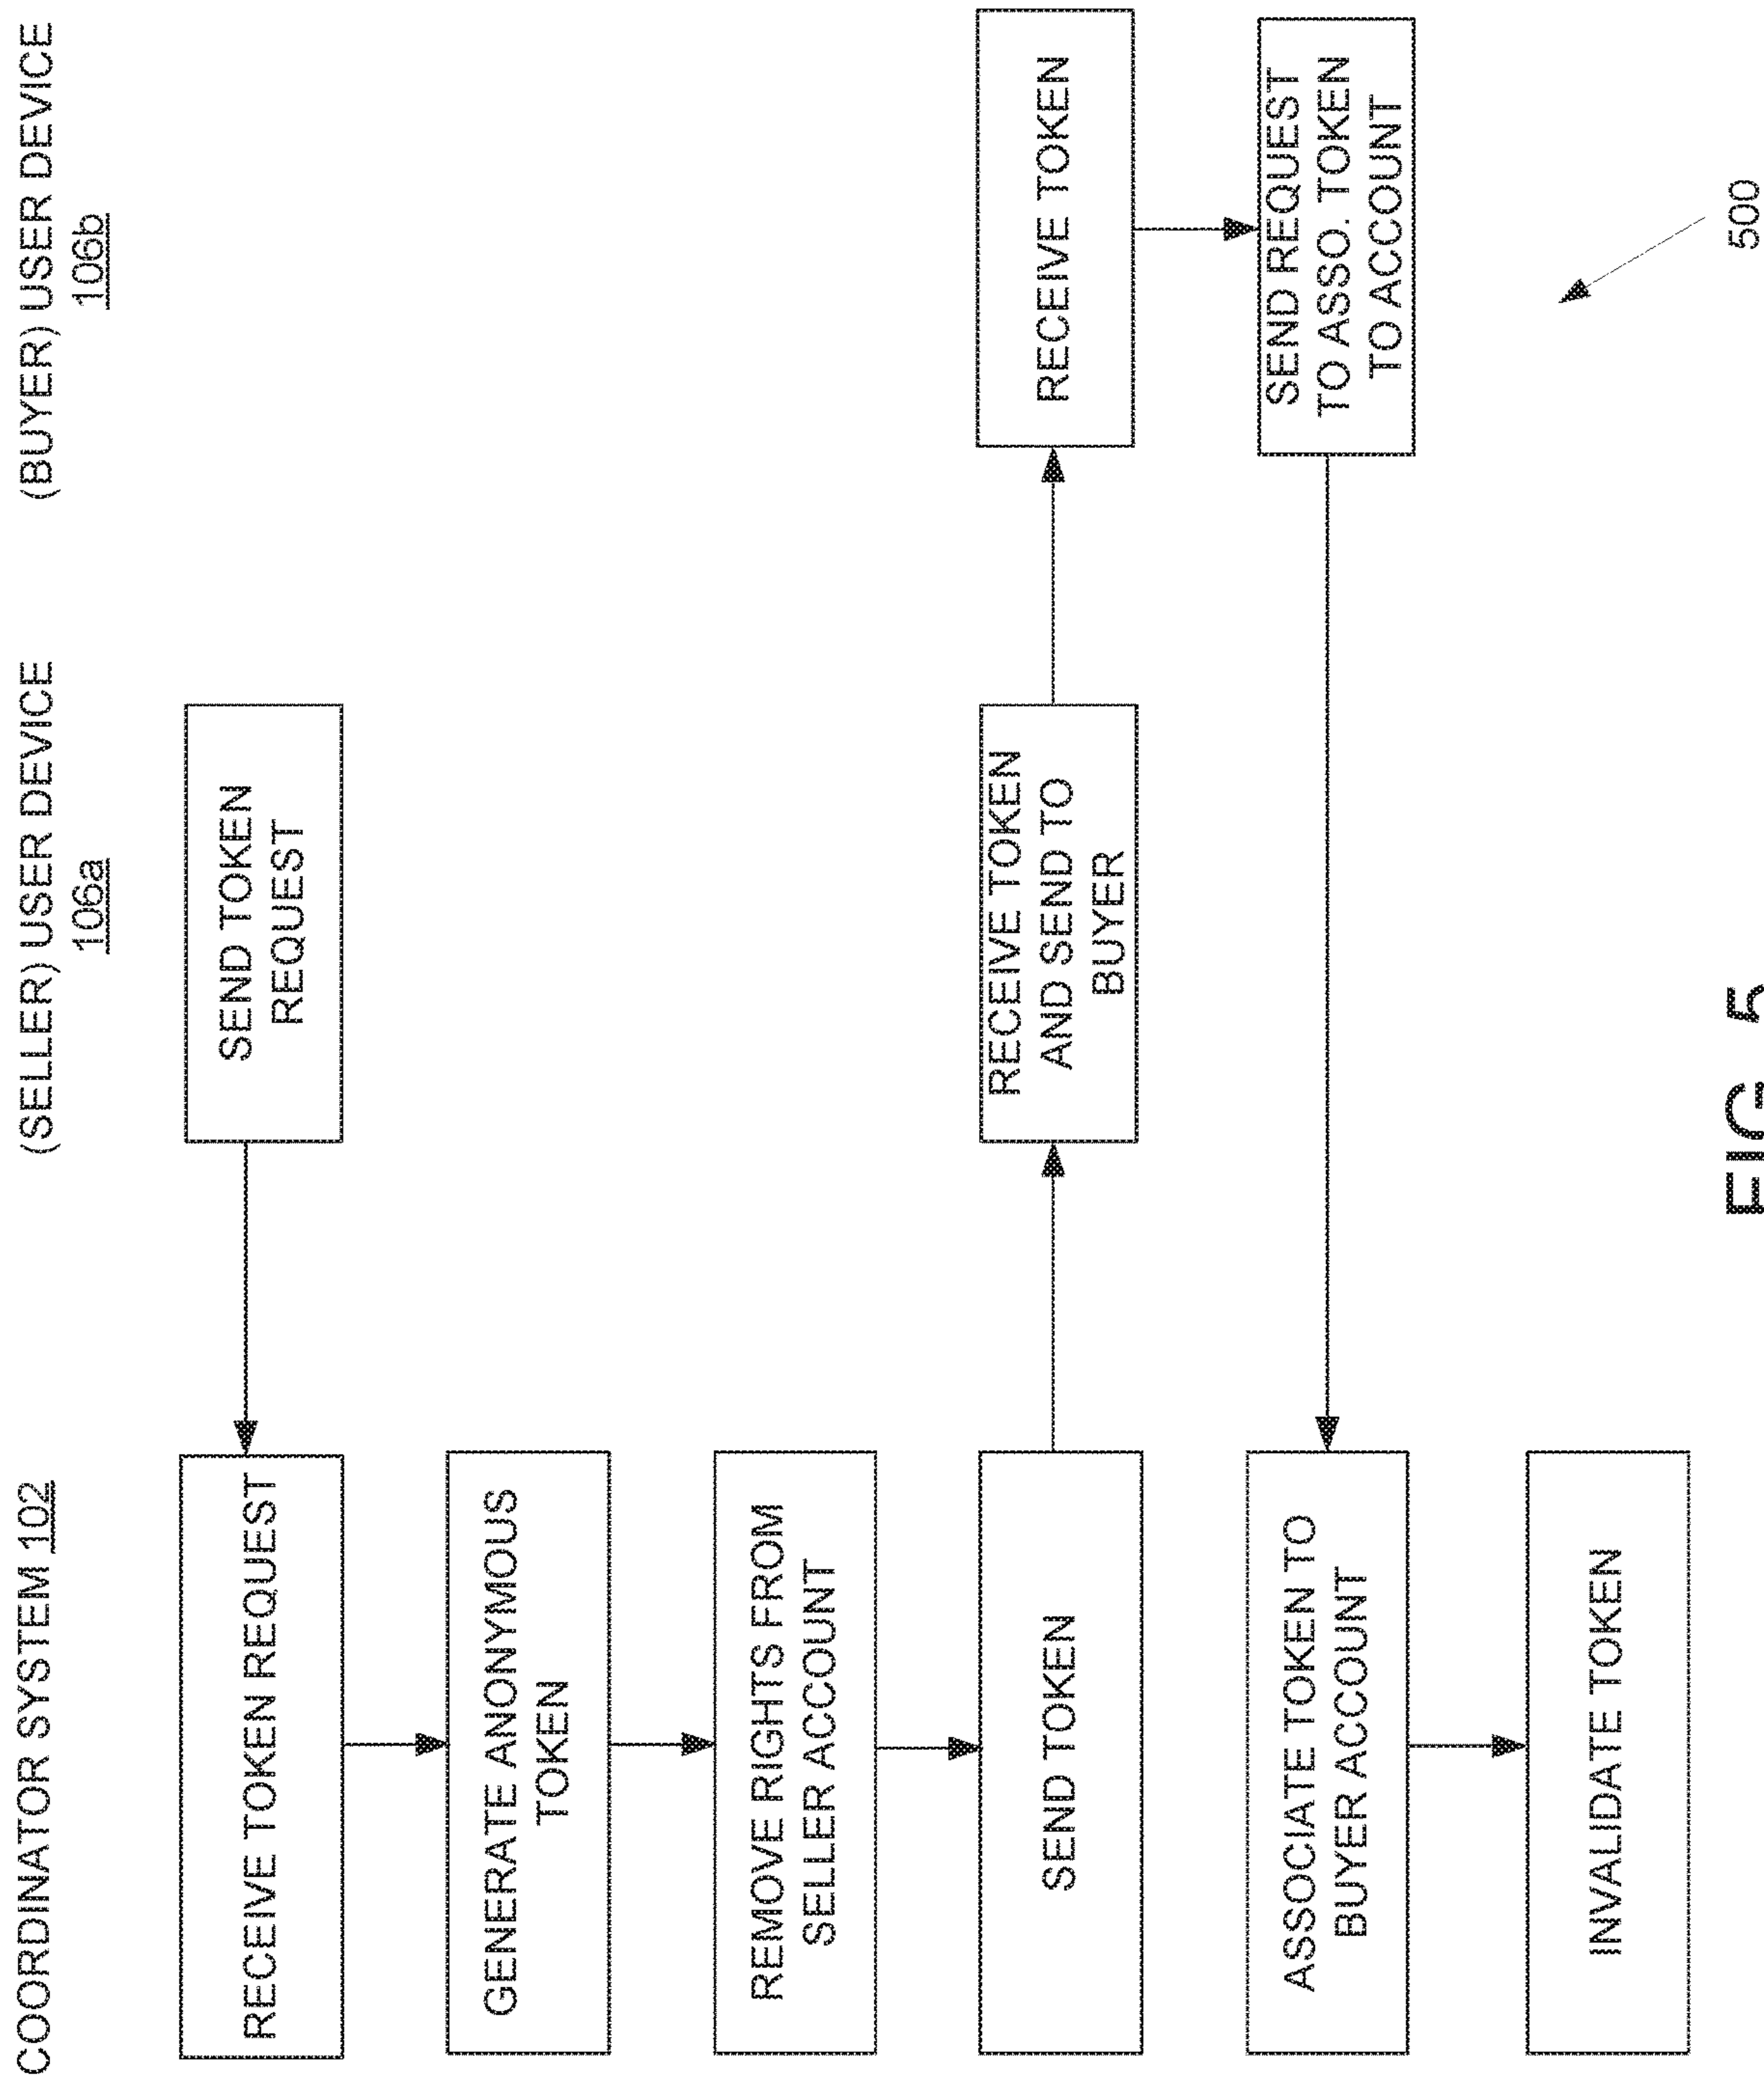 COORDINATOR SYSTEM 102
(SELLER) USER DEVICE
106a
(BUYER) USER DEVICE
106b
SEND TOKEN
REQUEST
RECEIVE TOKEN REQUEST
GENERATE ANONYMOUS
TOKEN
REMOVE RIGHTS FROM
SELLER ACCOUNT
SEND TOKEN
RECEIVE TOKEN
AND SEND TO
BUYER
RECEIVE TOKEN
SEND REQUEST
TO ASSO. TOKEN
TO ACCOUNT
ASSOCIATE TOKEN TO
BUYER ACCOUNT
INVALIDATE TOKEN
500
FIG. 5